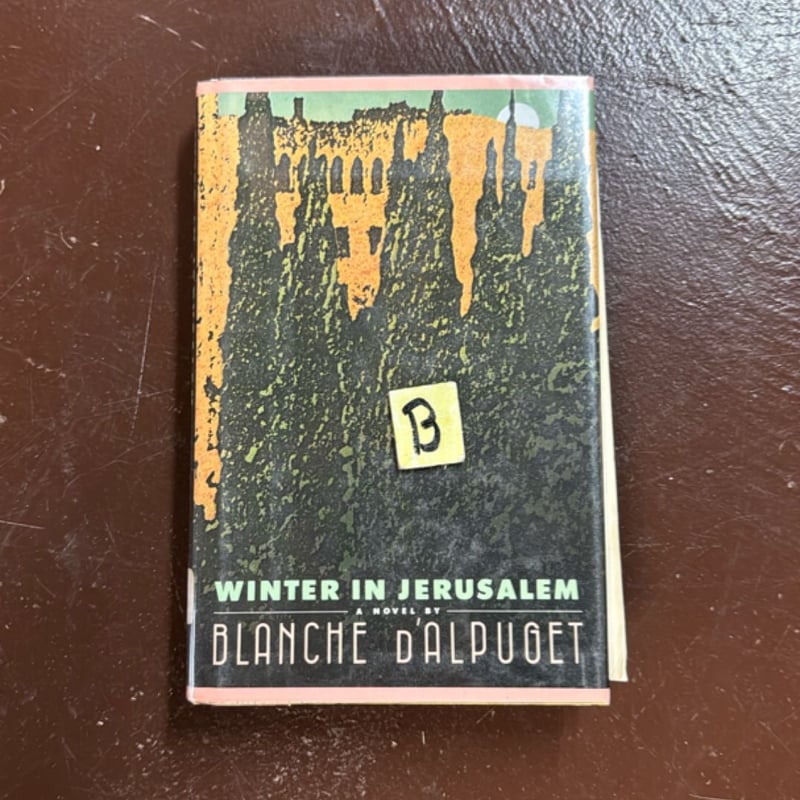 B
WINTER IN JERUSALEM
A NOVEL BY
BLANCHE D'ALPUGET